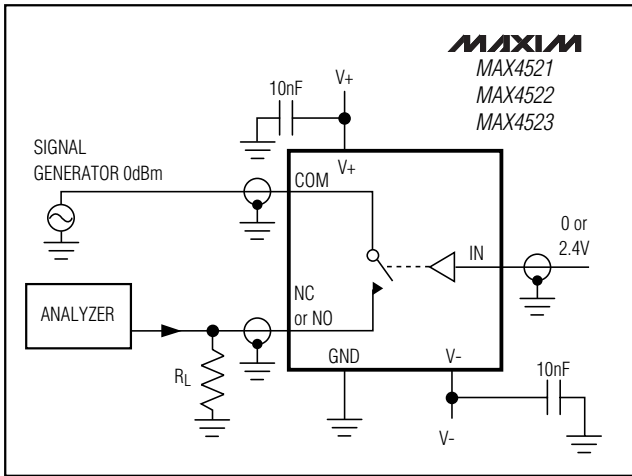 MAXIM
MAX4521
MAX4522
MAX4523
V+
10nF
SIGNAL
GENERATOR 0dBm
V+
COM
0 or
2.4V
IN
NC
or NO
ANALYZER
RL
GND
V-
10nF
V-